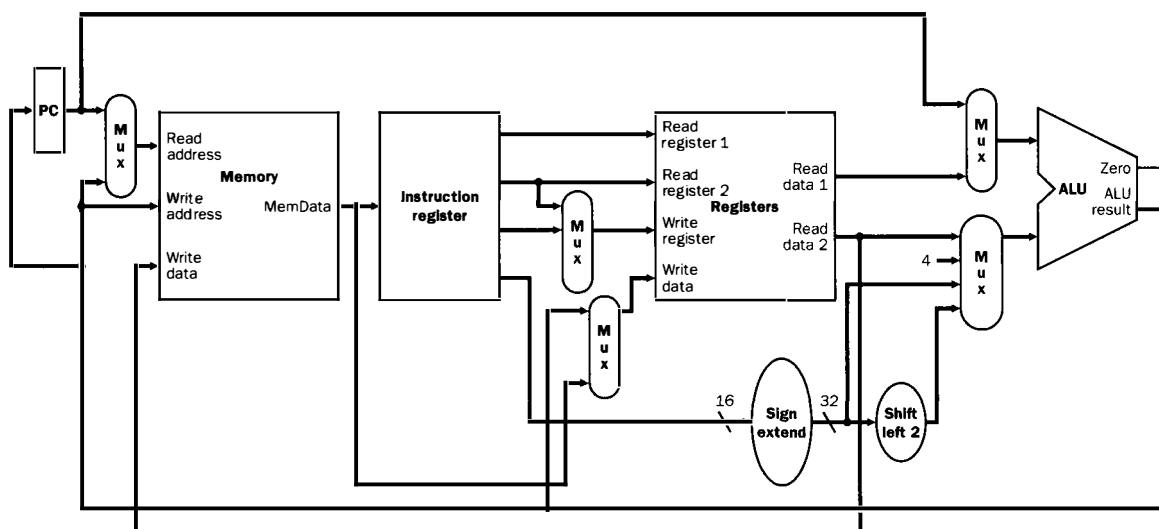 PC
M
u
x
Read
address
Write
address
Write
data
Memory
MemData
Instruction
register
M
u
x
M
u
x
Read
register 1
Read
register 2
Write
register
Write
data
Registers
Read
data 1
Read
data 2
16
Sign
extend
32
Shift
left 2
4
M
u
x
M
u
x
Zero
ALU
ALU
result